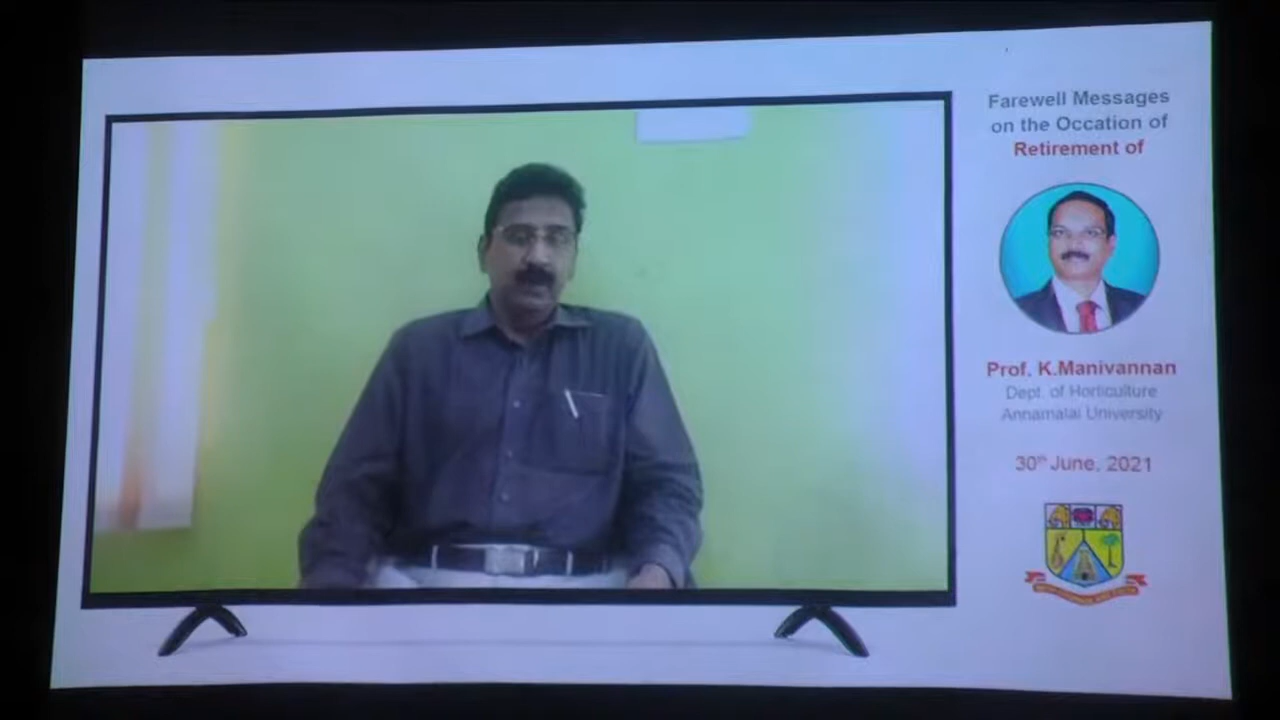 Farewell Messages
on the Occation of
Retirement of
Prof. K.Manivannan
Dept. of Horticulture
Annamalai University
30th June, 2021